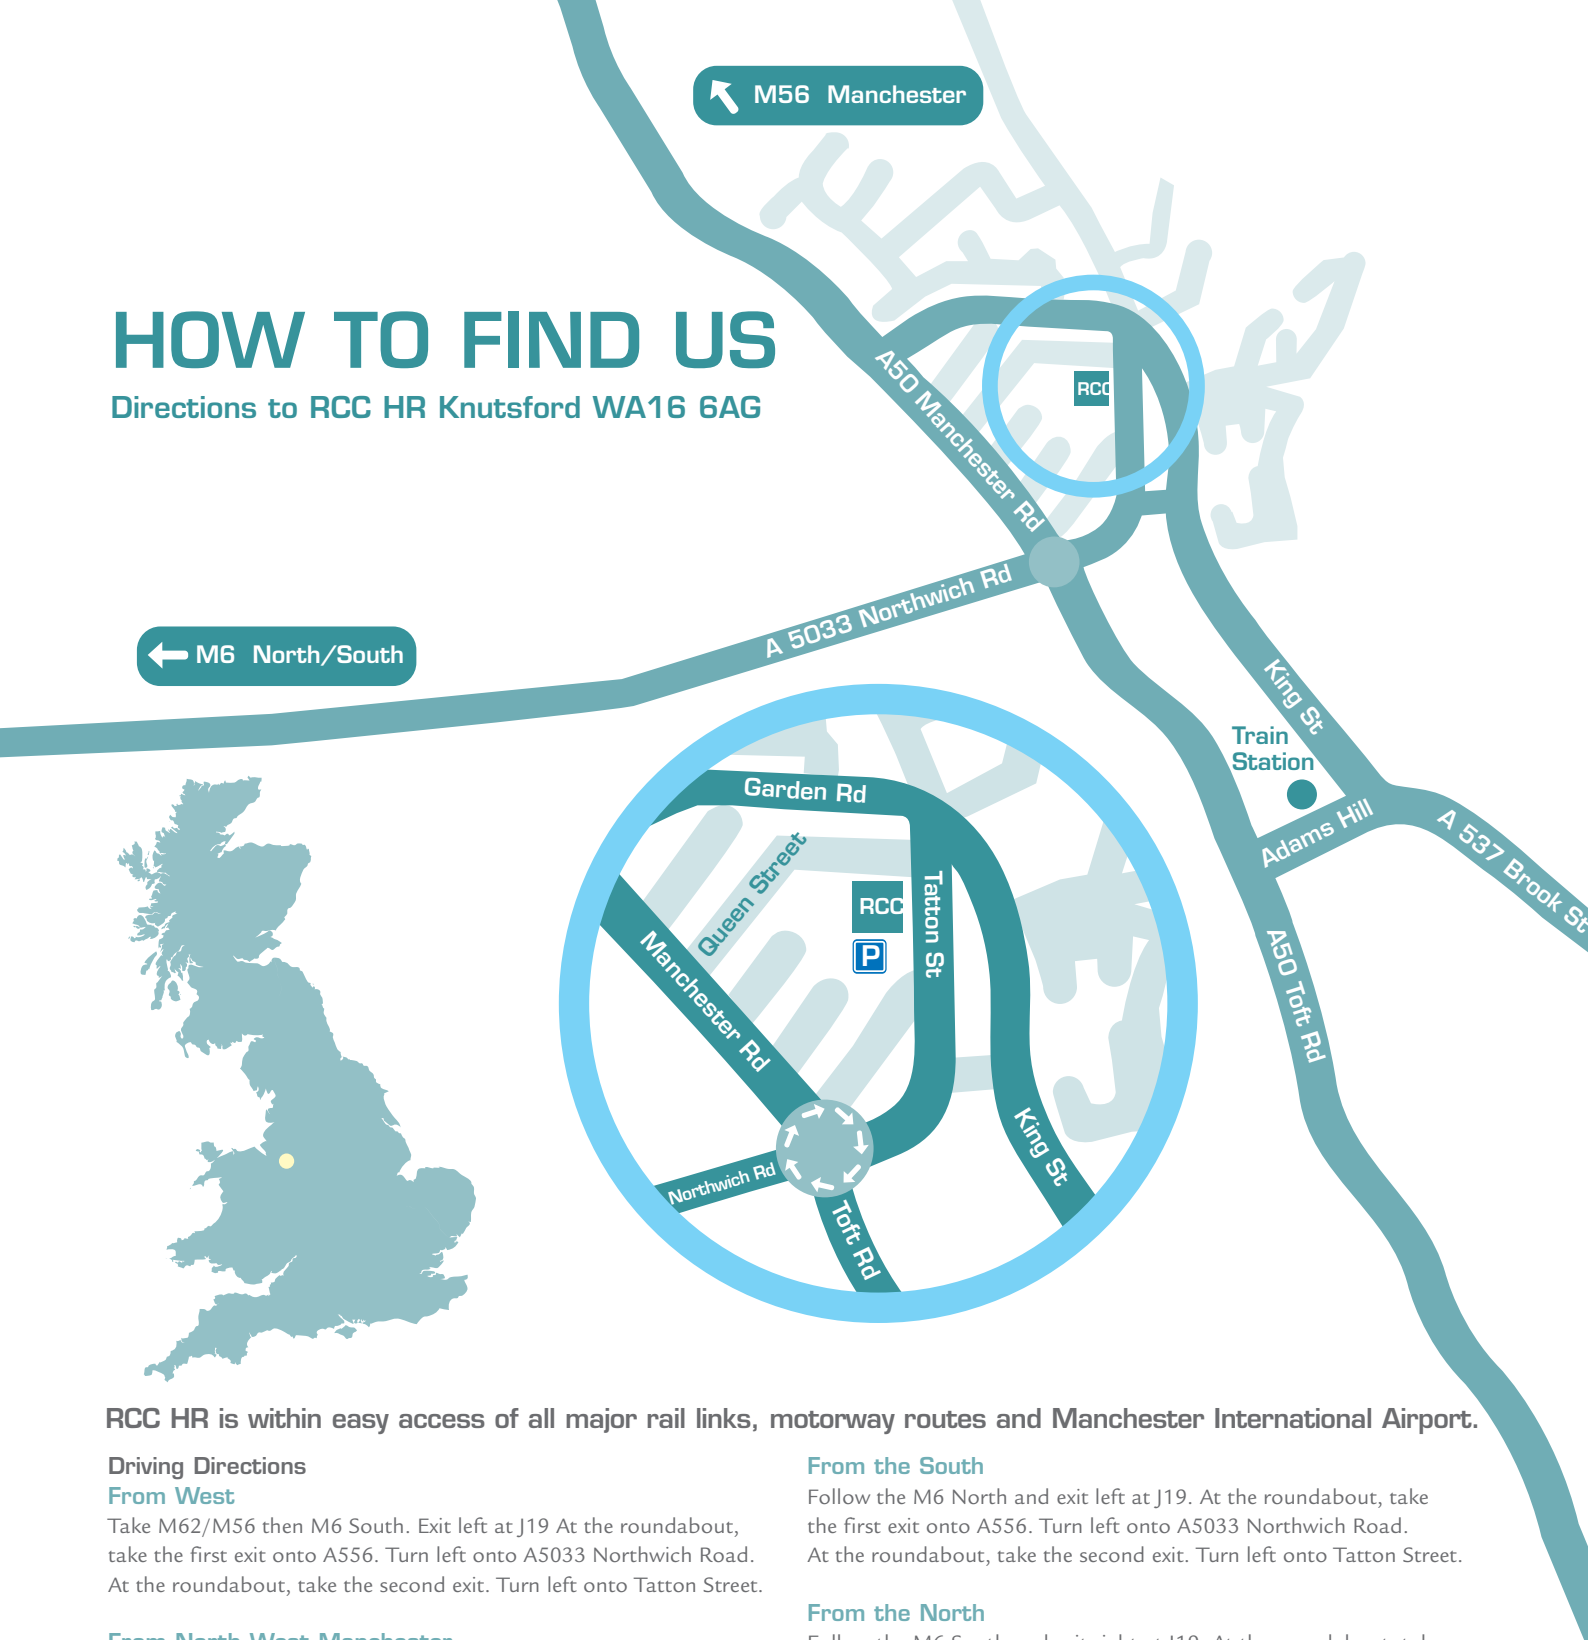 M56 Manchester
HOW TO FIND US
Directions to RCC HR Knutsford WA16 6AG
RCC
A50 Manchester Rd
A 5033 Northwich Rd
M6 North/South
King St
Train
Station
Adams Hill
A 537 Brook St
A50 Toft Rd
Garden Rd
Queen Street
RCC
P
Tatton St
Manchester Rd
Northwich Rd
Toft Rd
King St
RCC HR is within easy access of all major rail links, motorway routes and Manchester International Airport.
Driving Directions
From West
Take M62/M56 then M6 South. Exit left at J19 At the roundabout,
take the first exit onto A556. Turn left onto A5033 Northwich Road.
At the roundabout, take the second exit. Turn left onto Tatton Street.
From North West Manchester
From the South
Follow the M6 North and exit left at J19. At the roundabout, take
the first exit onto A556. Turn left onto A5033 Northwich Road.
At the roundabout, take the second exit. Turn left onto Tatton Street.
From the North